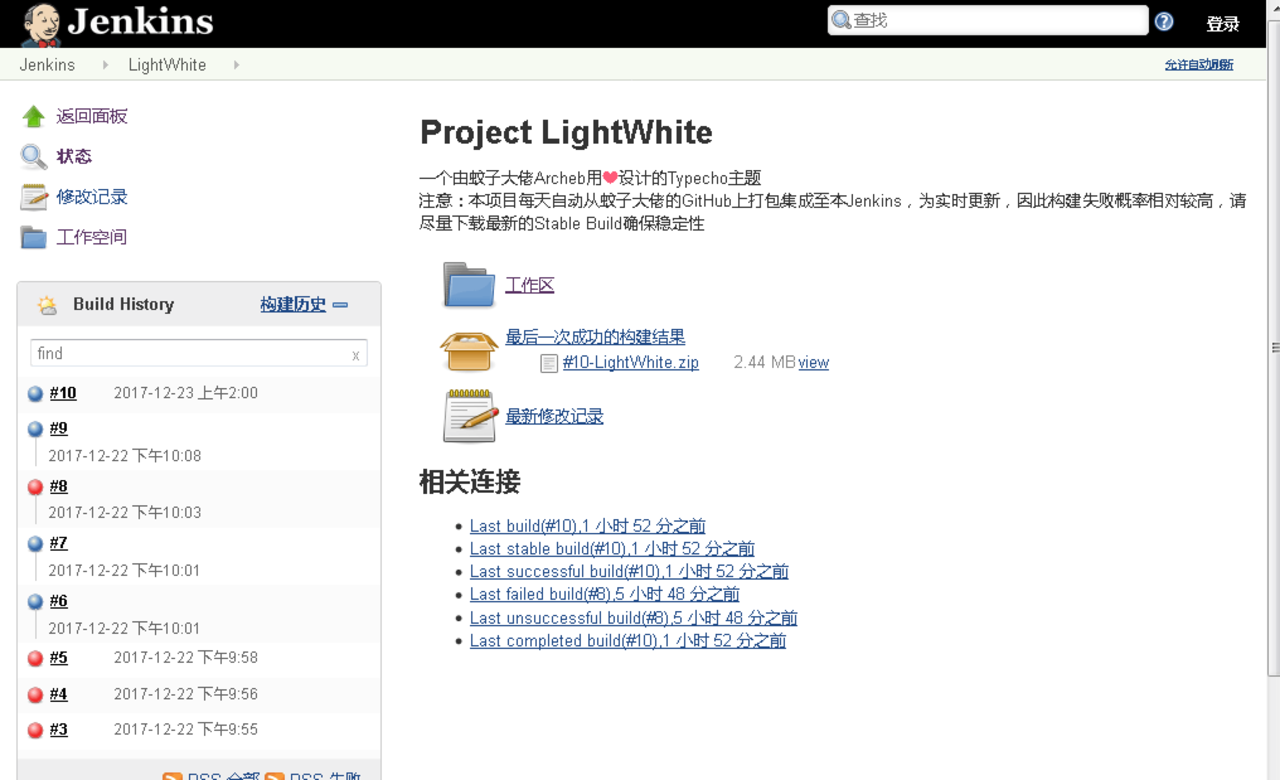 Jenkins
查找
登录
Jenkins
LightWhite
允许自动刷新
返回面板
状态
修改记录
工作空间
Build History
构建历史
find
x
#10
2017-12-23 上午2:00
#9
2017-12-22 下午10:08
#8
2017-12-22 下午10:03
#7
2017-12-22 下午10:01
#6
2017-12-22 下午10:01
#5
2017-12-22 下午9:58
#4
2017-12-22 下午9:56
#3
2017-12-22 下午9:55
RSS 全部
RSS 失败
Project LightWhite
一个由蚊子大佬Archeb用❤设计的Typecho主题
注意：本项目每天自动从蚊子大佬的GitHub上打包集成至本Jenkins，为实时更新，因此构建失败概率相对较高，请
尽量下载最新的Stable Build确保稳定性
工作区
最后一次成功的构建结果
#10-LightWhite.zip 2.44 MB view
最新修改记录
相关连接
Last build(#10),1 小时 52 分之前
Last stable build(#10),1 小时 52 分之前
Last successful build(#10),1 小时 52 分之前
Last failed build(#8),5 小时 48 分之前
Last unsuccessful build(#8),5 小时 48 分之前
Last completed build(#10),1 小时 52 分之前